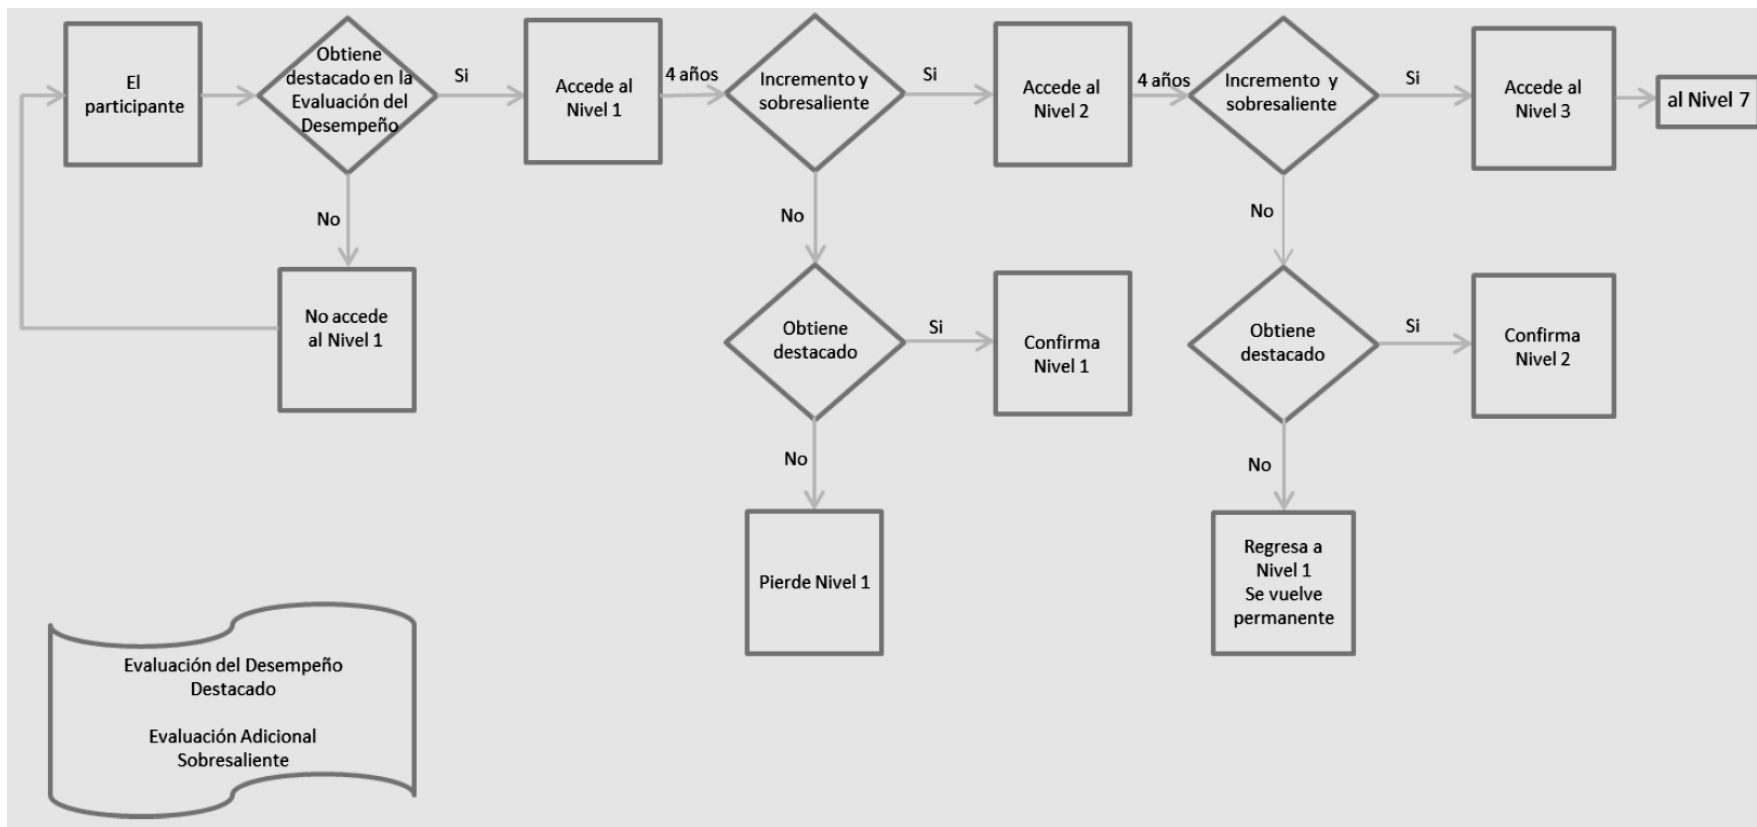 El
participante
Obtiene
destacado en la
Evaluación del
Desempeño
Si
Accede al
Nivel 1
4 años
Incremento y
sobresaliente
Si
Accede al
Nivel 2
4 años
Incremento y
sobresaliente
Si
Accede al
Nivel 3
al Nivel 7
No
No
No
No accede
al Nivel 1
Obtiene
destacado
Si
Confirma
Nivel 1
Obtiene
destacado
Si
Confirma
Nivel 2
No
No
Pierde Nivel 1
Regresa a
Nivel 1
Se vuelve
permanente
Evaluación del Desempeño
Destacado
Evaluación Adicional
Sobresaliente